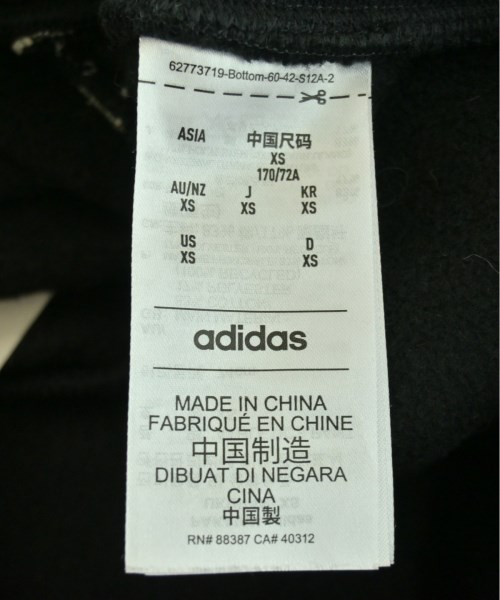 62773719-Bottom-60-42-S12A-2
ASIA 中国尺码
XS
170/72A
AU/NZ J KR
XS XS XS
US D
XS XS
adidas
MADE IN CHINA
FABRIQUÉ EN CHINE
中国制造
DIBUAT DI NEGARA
CINA
中国製
RN# 88387 CA# 40312